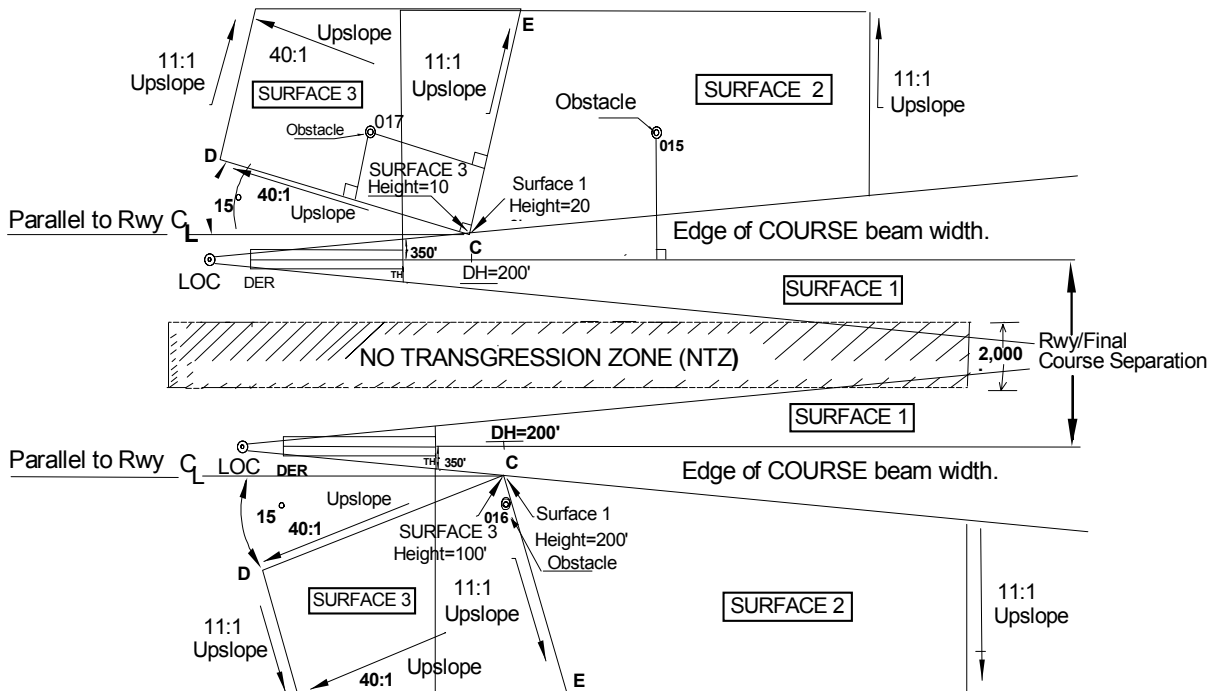 E
Upslope
40:1
11:1
Upslope
11:1
Upslope
SURFACE 3
SURFACE 2
11:1
Upslope
Obstacle
017
Obstacle
015
D
SURFACE 3
Height=10
Surface 1
Height=20
40:1
Upslope
15°
Parallel to Rwy CL
C
Edge of COURSE beam width.
350'
LOC
DER
TH
DH=200'
SURFACE 1
NO TRANSGRESSION ZONE (NTZ)
2,000
Rwy/Final
Course Separation
SURFACE 1
DH=200'
Parallel to Rwy CL
LOC
DER
TH
350'
C
Edge of COURSE beam width.
15°
Upslope
40:1
016
SURFACE 3
Height=100'
Surface 1
Height=200'
Obstacle
D
SURFACE 3
11:1
Upslope
SURFACE 2
11:1
Upslope
11:1
Upslope
40:1
Upslope
E